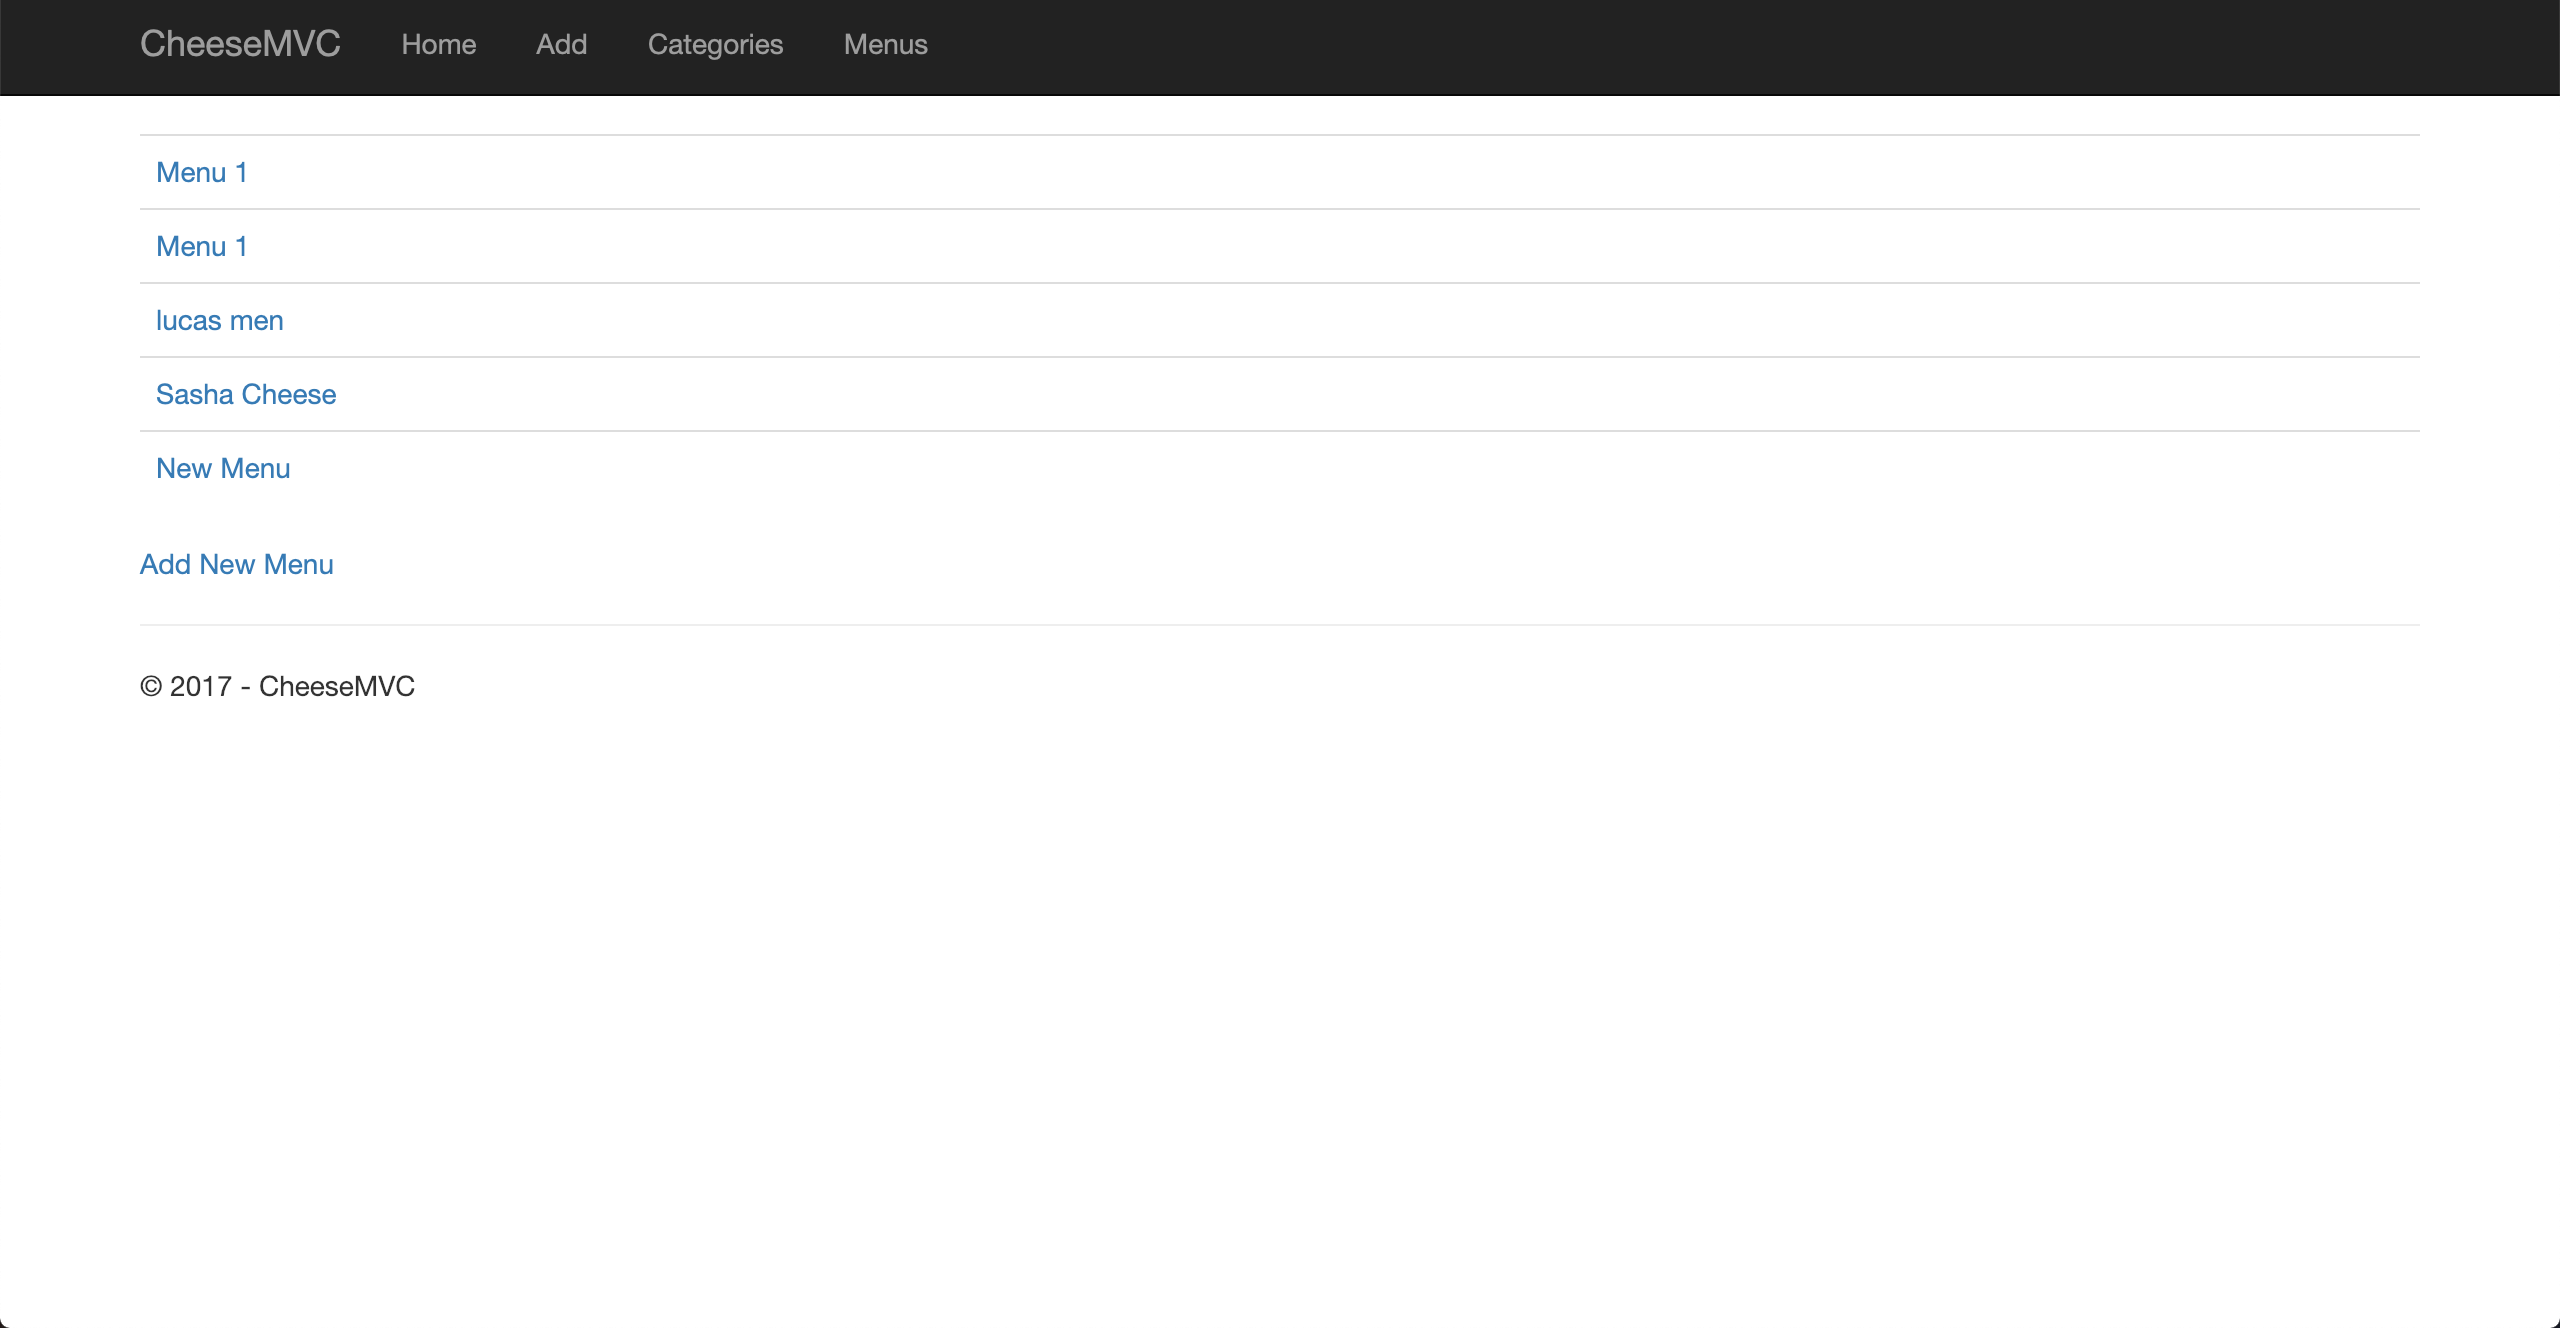 CheeseMVC Home Add Categories Menus
Menu 1
Menu 1
lucas men
Sasha Cheese
New Menu
Add New Menu
© 2017 - CheeseMVC